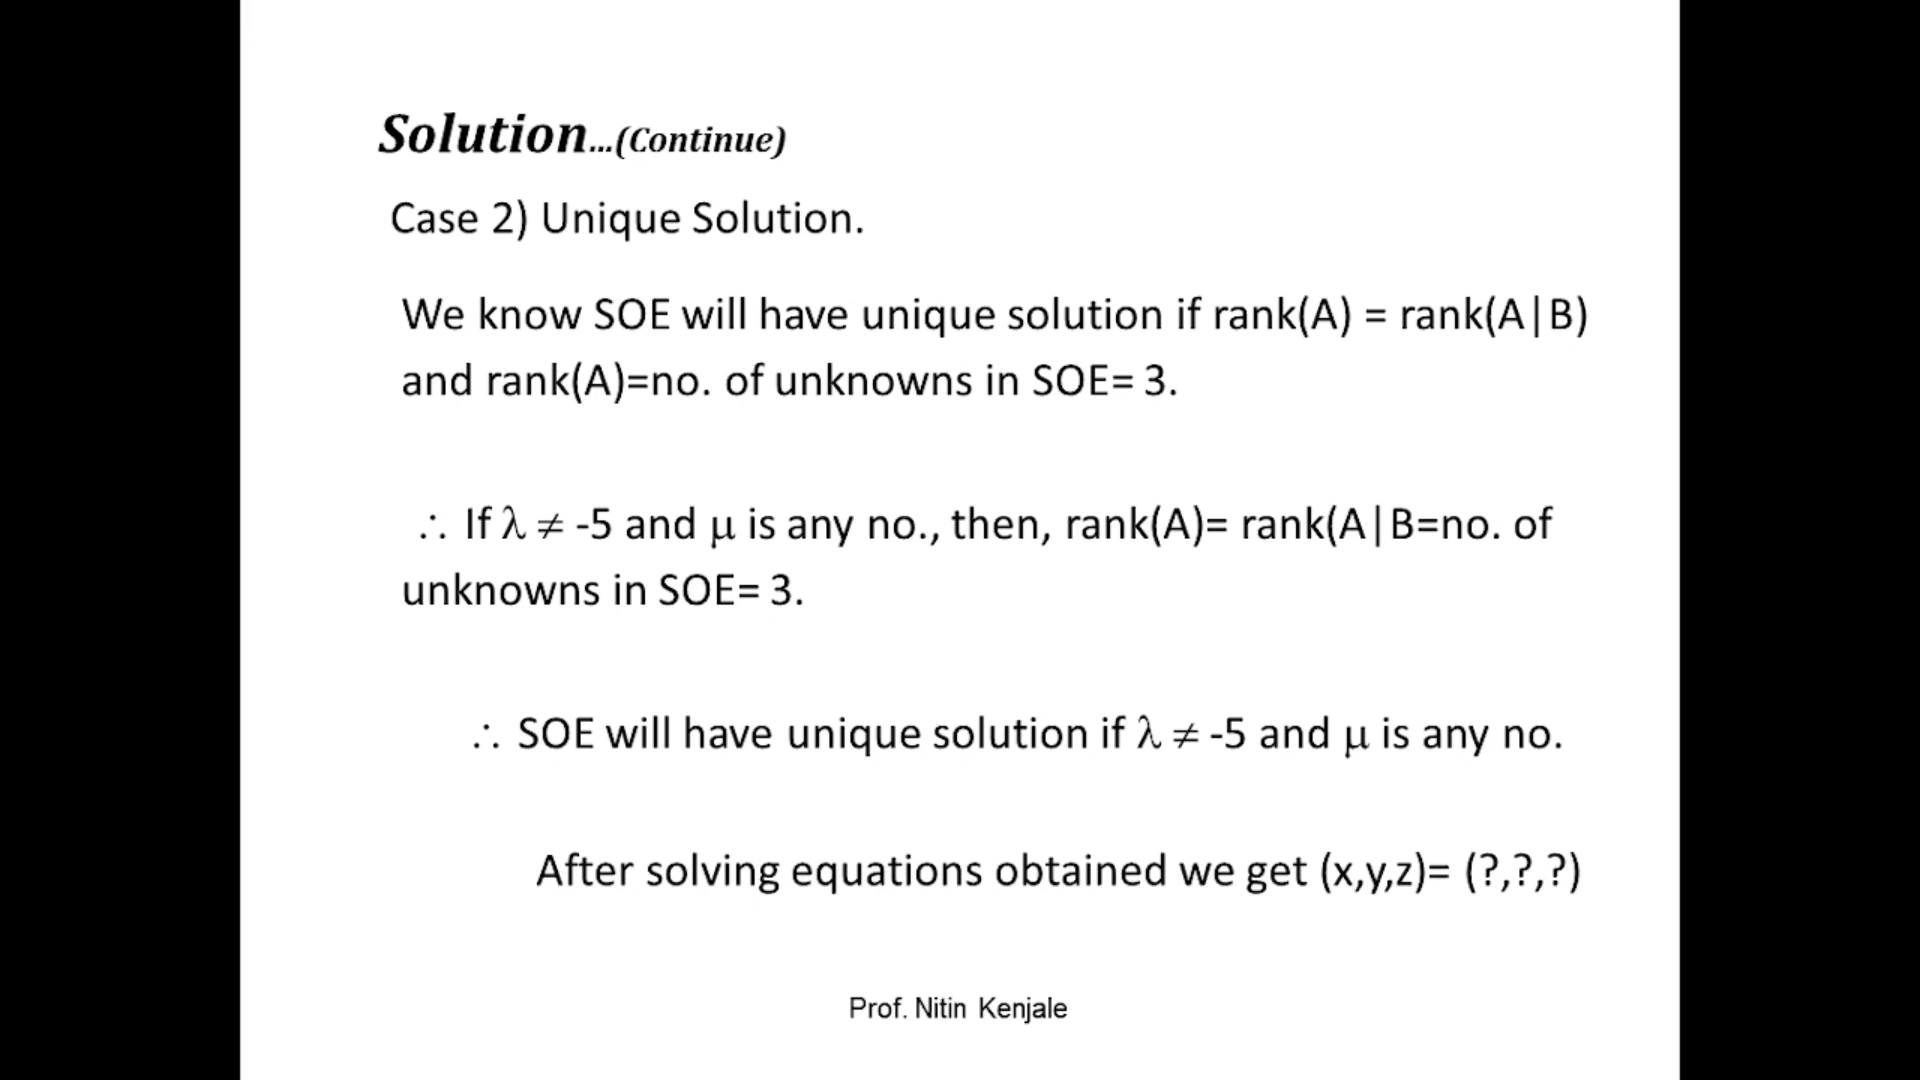 Solution...(Continue)
Case 2) Unique Solution.
We know SOE will have unique solution if rank(A) = rank(A|B)
and rank(A)=no. of unknowns in SOE= 3.
∴ If λ ≠ -5 and μ is any no., then, rank(A)= rank(A|B=no. of
unknowns in SOE= 3.
∴ SOE will have unique solution if λ ≠ -5 and μ is any no.
After solving equations obtained we get (x,y,z)= (?,?,?)
Prof. Nitin Kenjale